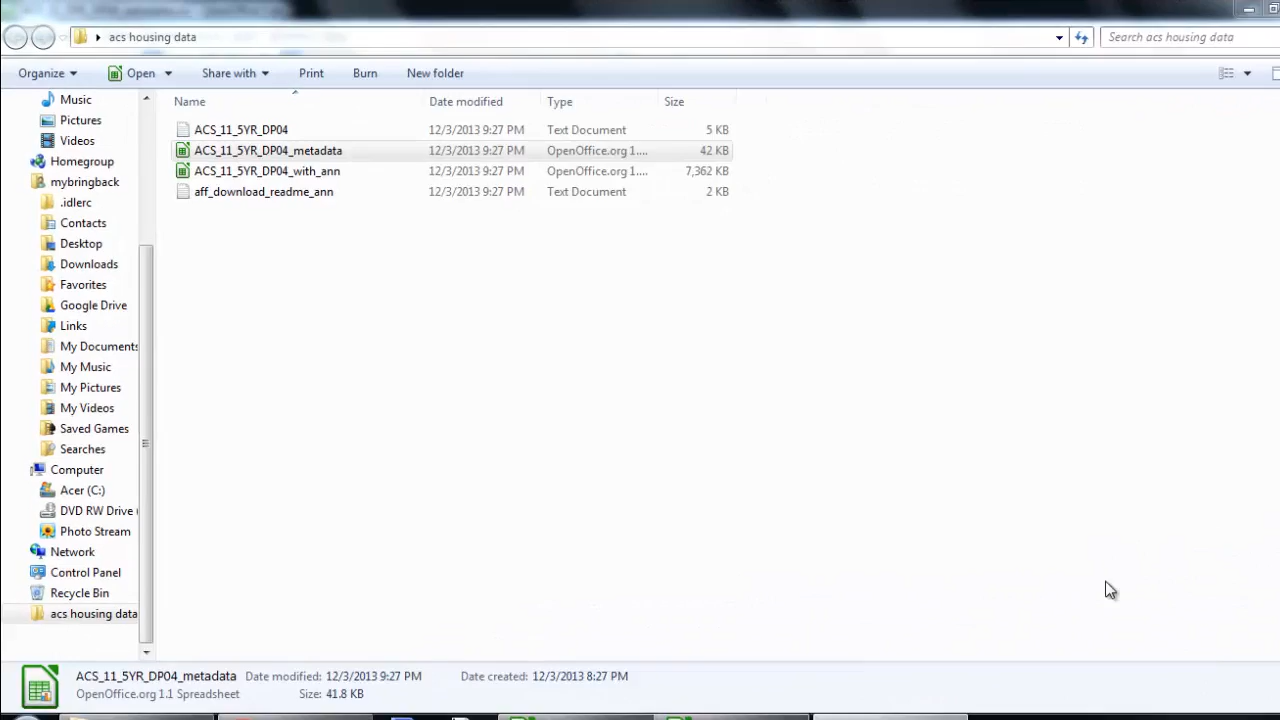 acs housing data
Search acs housing data
Organize Open Share with Print Burn New folder
Name Date modified Type Size
ACS_11_5YR_DP04 12/3/2013 9:27 PM Text Document 5 KB
ACS_11_5YR_DP04_metadata 12/3/2013 9:27 PM OpenOffice.org 1.... 42 KB
ACS_11_5YR_DP04_with_ann 12/3/2013 9:27 PM OpenOffice.org 1.... 7,362 KB
aff_download_readme_ann 12/3/2013 9:27 PM Text Document 2 KB
Music
Pictures
Videos
Homegroup
mybringback
.idlerc
Contacts
Desktop
Downloads
Favorites
Google Drive
Links
My Documents
My Music
My Pictures
My Videos
Saved Games
Searches
Computer
Acer (C:)
DVD RW Drive (
Photo Stream
Network
Control Panel
Recycle Bin
acs housing data
ACS_11_5YR_DP04_metadata Date modified: 12/3/2013 9:27 PM Date created: 12/3/2013 8:27 PM
OpenOffice.org 1.1 Spreadsheet Size: 41.8 KB